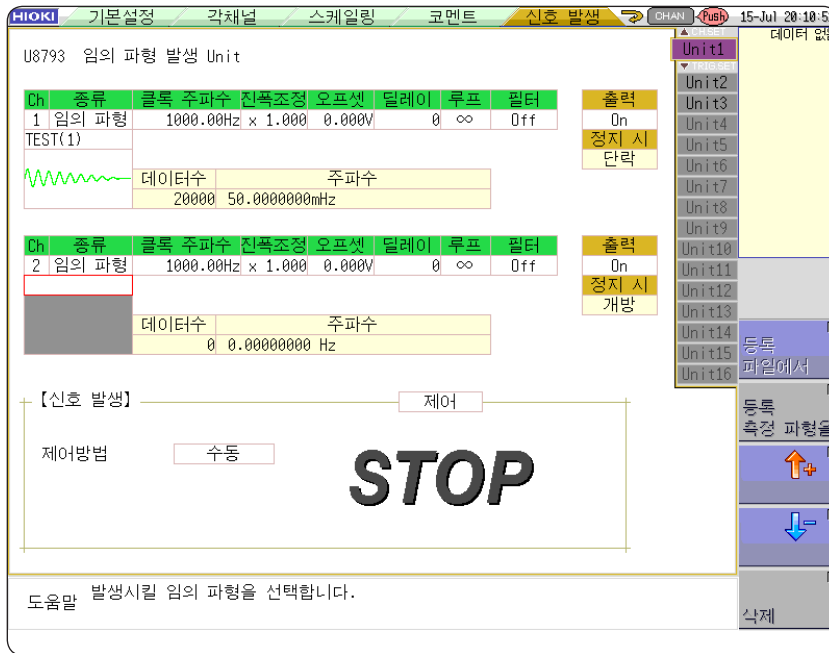 HIOKI 기본설정 각채널 스케일링 코멘트 신호 발생 CHAN Push 15-Jul 20:10:5
▲ CH.SET
데이터 없
Unit1
▼ TRIG.SET
Unit2
Unit3
Unit4
Unit5
Unit6
Unit7
Unit8
Unit9
Unit10
Unit11
Unit12
Unit13
Unit14
Unit15
Unit16
U8793 임의 파형 발생 Unit
Ch 종류 클록 주파수 진폭조정 오프셋 딜레이 루프 필터 출력
1 임의 파형 1000.00Hz x 1.000 0.000V 0 ∞ Off On
TEST(1) 정지 시
단락
데이터수 주파수
20000 50.0000000mHz
Ch 종류 클록 주파수 진폭조정 오프셋 딜레이 루프 필터 출력
2 임의 파형 1000.00Hz x 1.000 0.000V 0 ∞ Off On
정지 시
개방
데이터수 주파수
0 0.00000000 Hz
【신호 발생】 제어
제어방법 수동
STOP
등록
파일에서
등록
측정 파형을
+
-
삭제
도움말 발생시킬 임의 파형을 선택합니다.